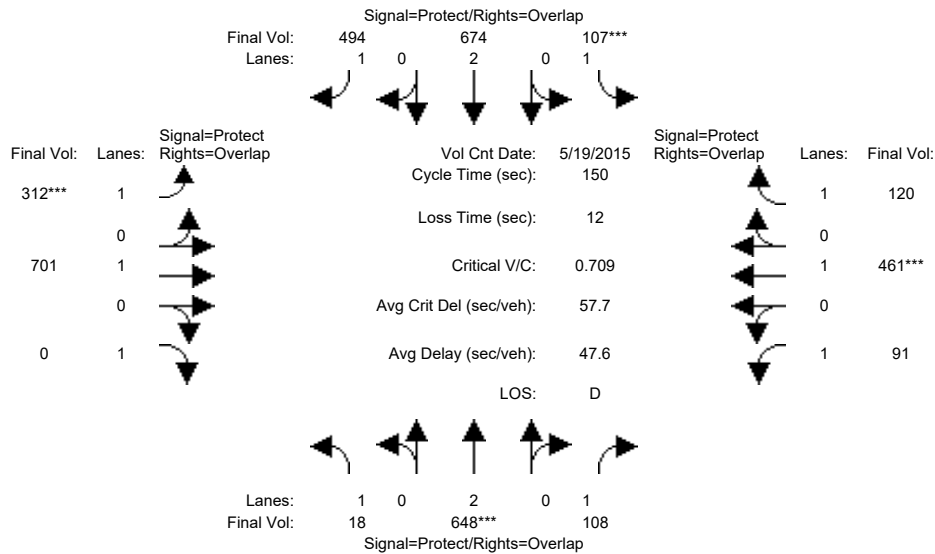 Signal=Protect/Rights=Overlap
Final Vol: 494 674 107***
Lanes: 1 0 2 0 1
Signal=Protect
Final Vol: Lanes: Rights=Overlap
Vol Cnt Date: 5/19/2015
Signal=Protect
Rights=Overlap Lanes: Final Vol:
Cycle Time (sec): 150
312*** 1
1 120
Loss Time (sec): 12
0
0
701 1
Critical V/C: 0.709
1 461***
0
Avg Crit Del (sec/veh): 57.7
0
0 1
Avg Delay (sec/veh): 47.6
1 91
LOS: D
Lanes: 1 0 2 0 1
Final Vol: 18 648*** 108
Signal=Protect/Rights=Overlap